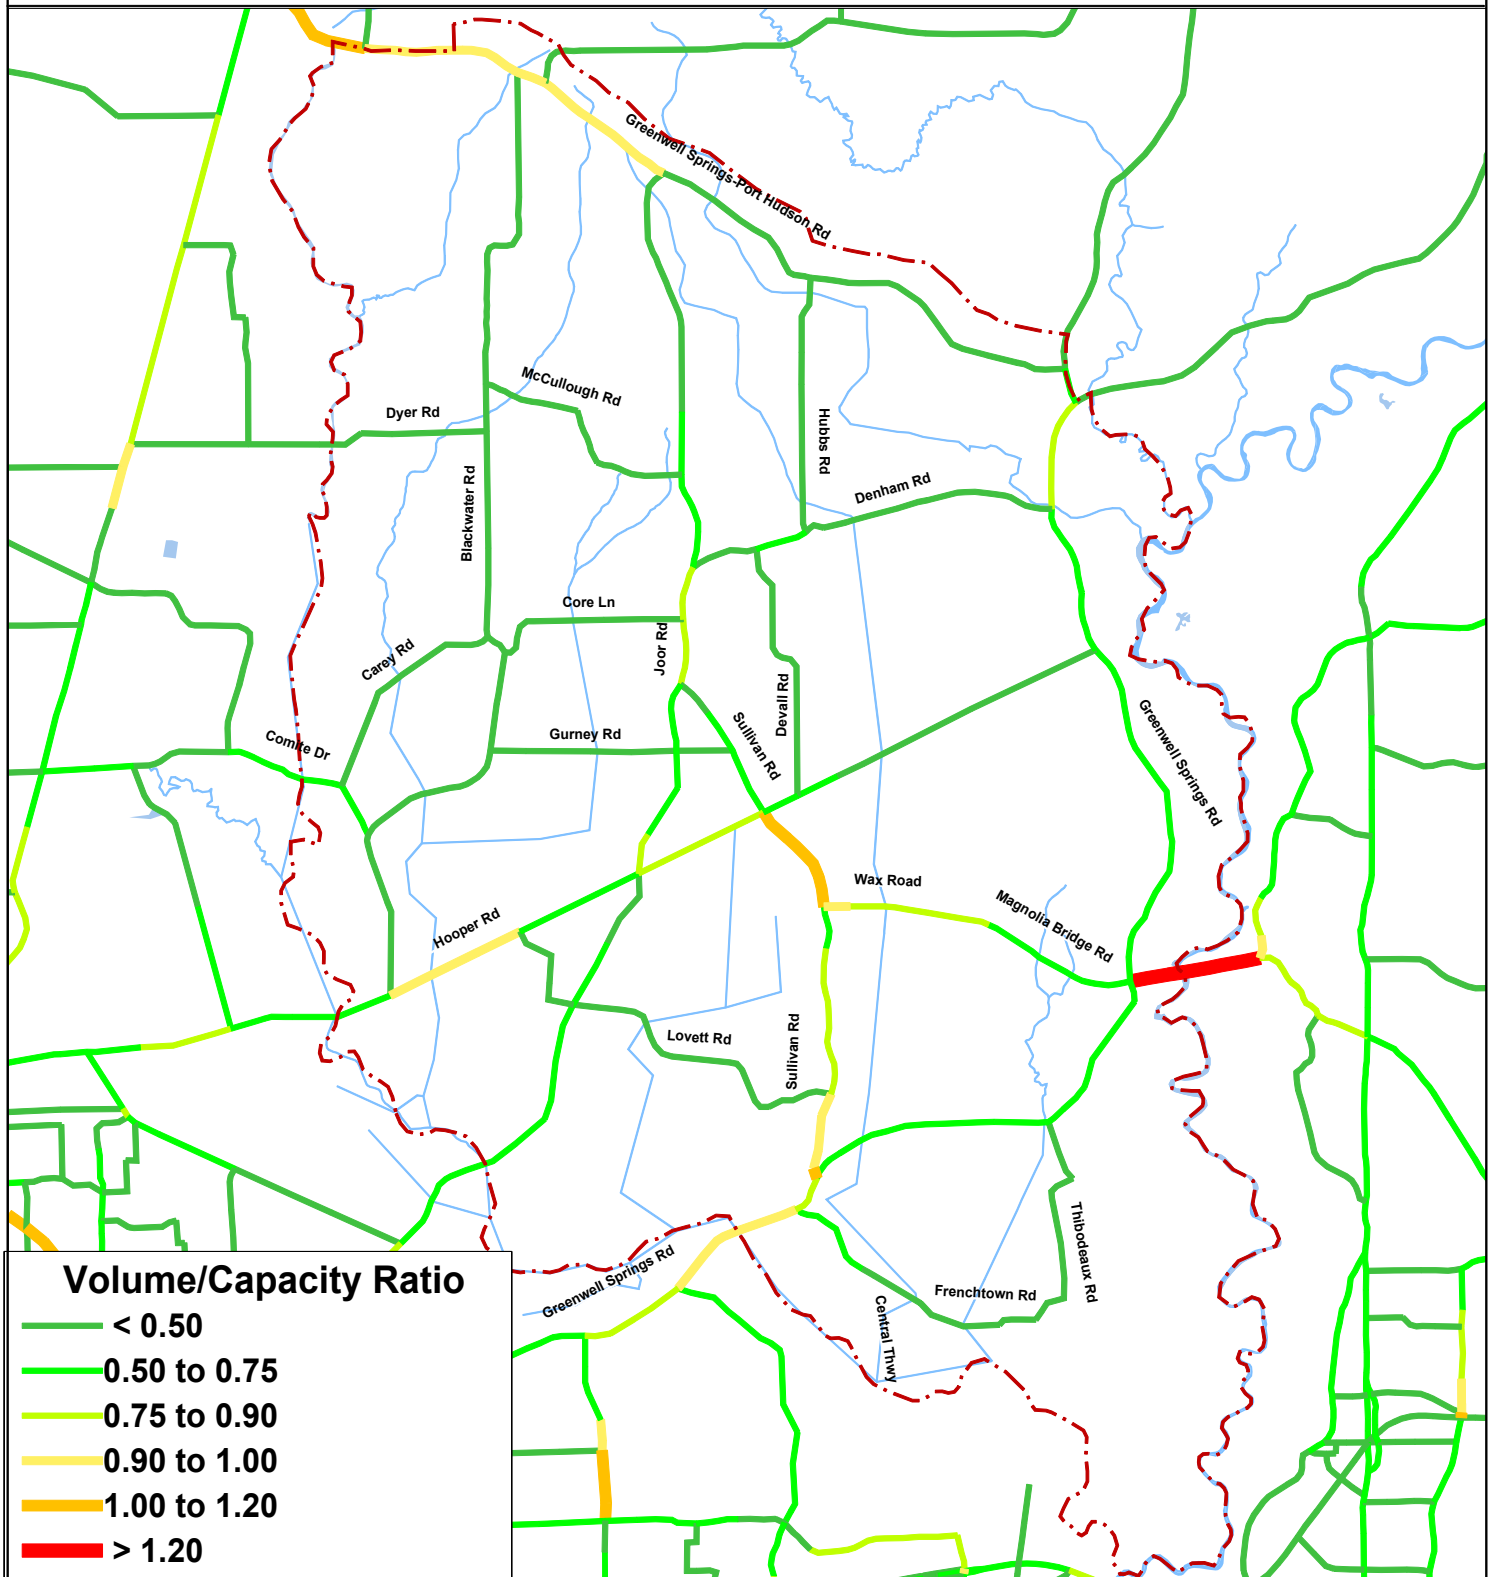 Greenwell Springs-Port Hudson Rd
McCullough Rd
Dyer Rd
Hubbs Rd
Blackwater Rd
Denham Rd
Core Ln
Joor Rd
Carey Rd
Devall Rd
Sullivan Rd
Greenwell Springs Rd
Comite Dr
Gurney Rd
Wax Road
Magnolia Bridge Rd
Hooper Rd
Lovett Rd
Sullivan Rd
Thibodeaux Rd
Greenwell Springs Rd
Frenchtown Rd
Central Thwy
Volume/Capacity Ratio
< 0.50
0.50 to 0.75
0.75 to 0.90
0.90 to 1.00
1.00 to 1.20
> 1.20